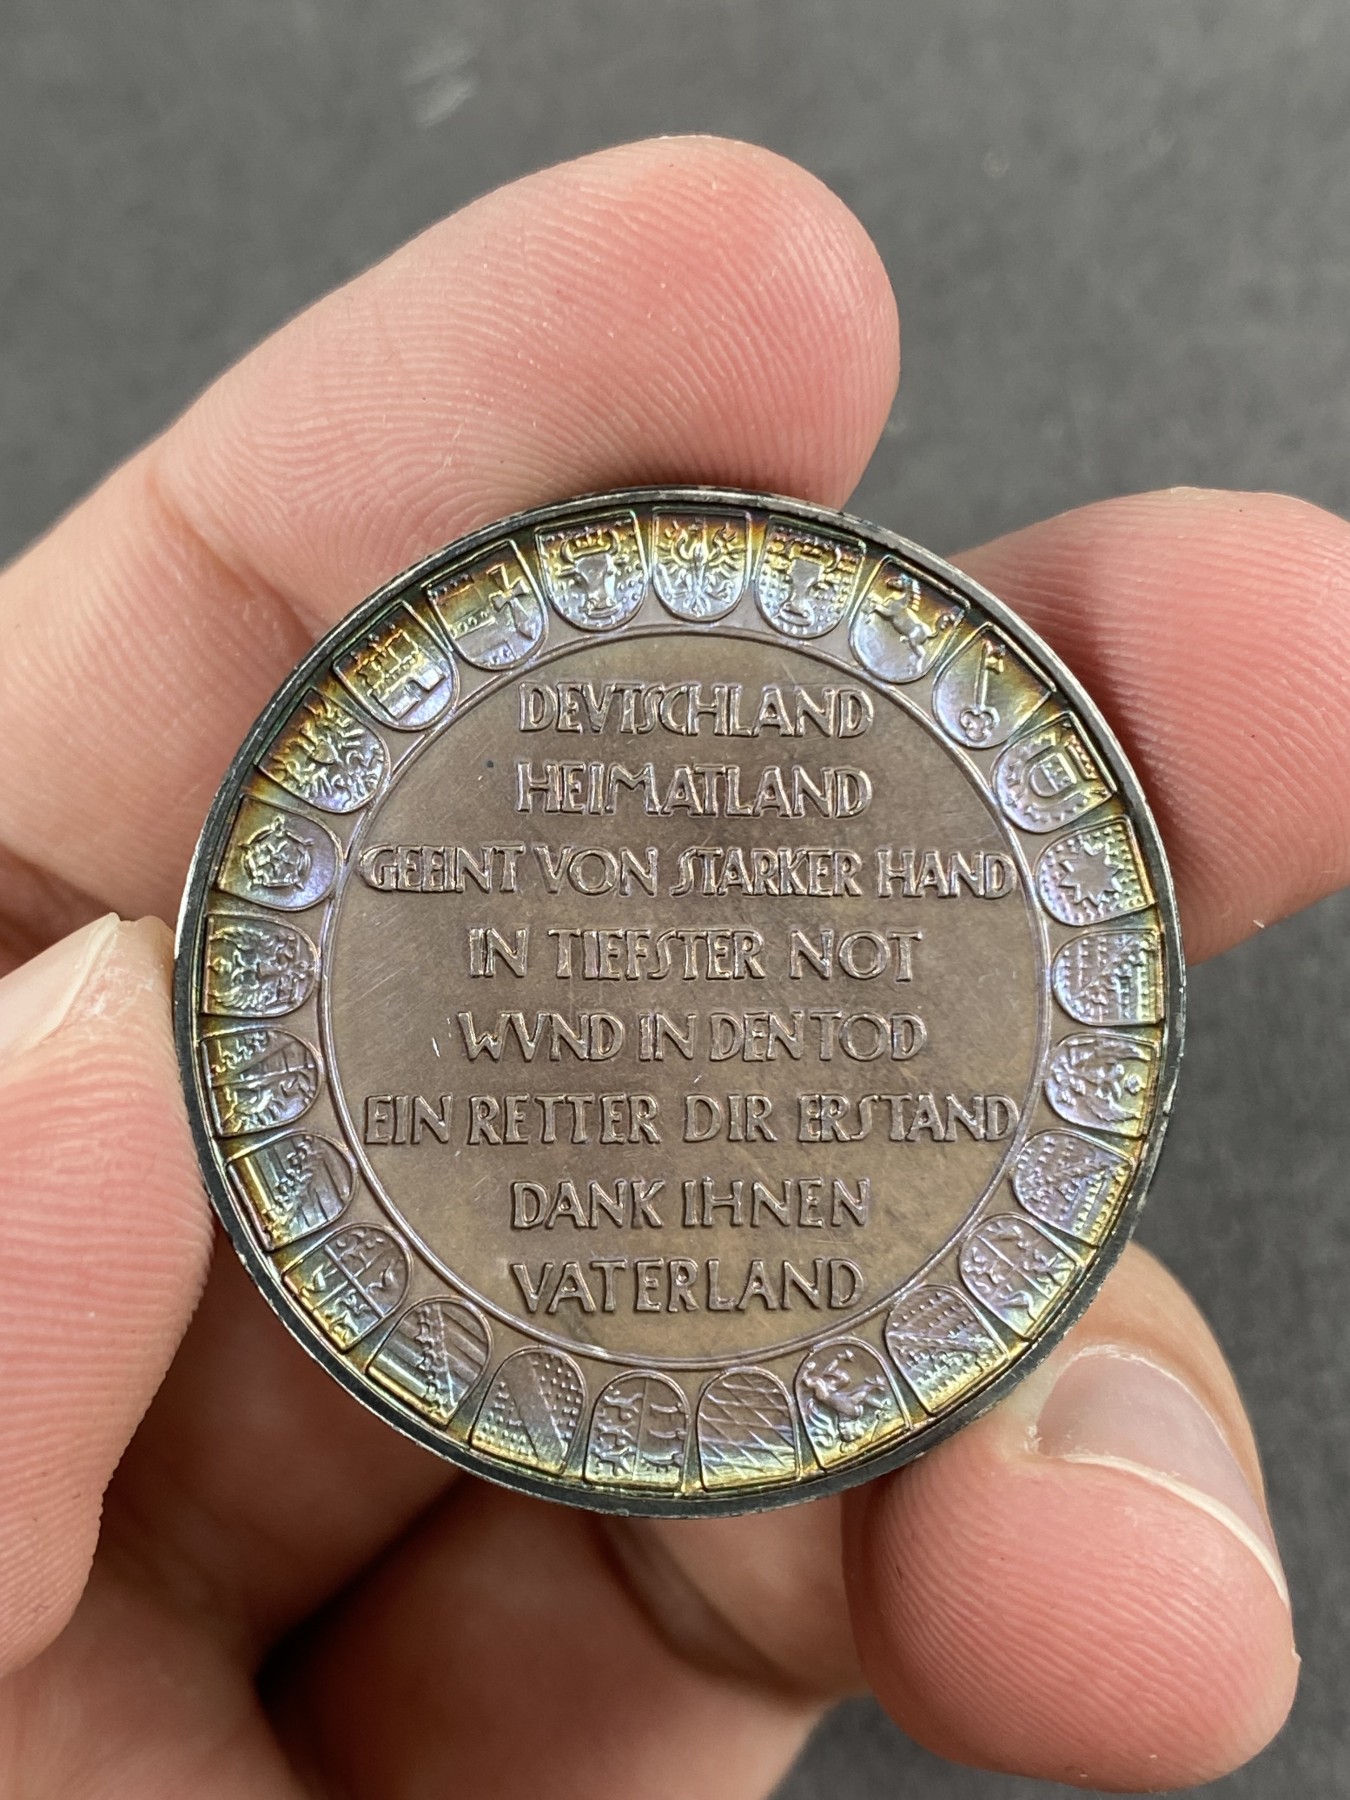 DEVTSCHLAND
HEIMATLAND
GEEINT VON STARKER HAND
IN TIEFSTER NOT
WVND IN DEN TOD
EIN RETTER DIR ERSTAND
DANK IHNEN
VATERLAND